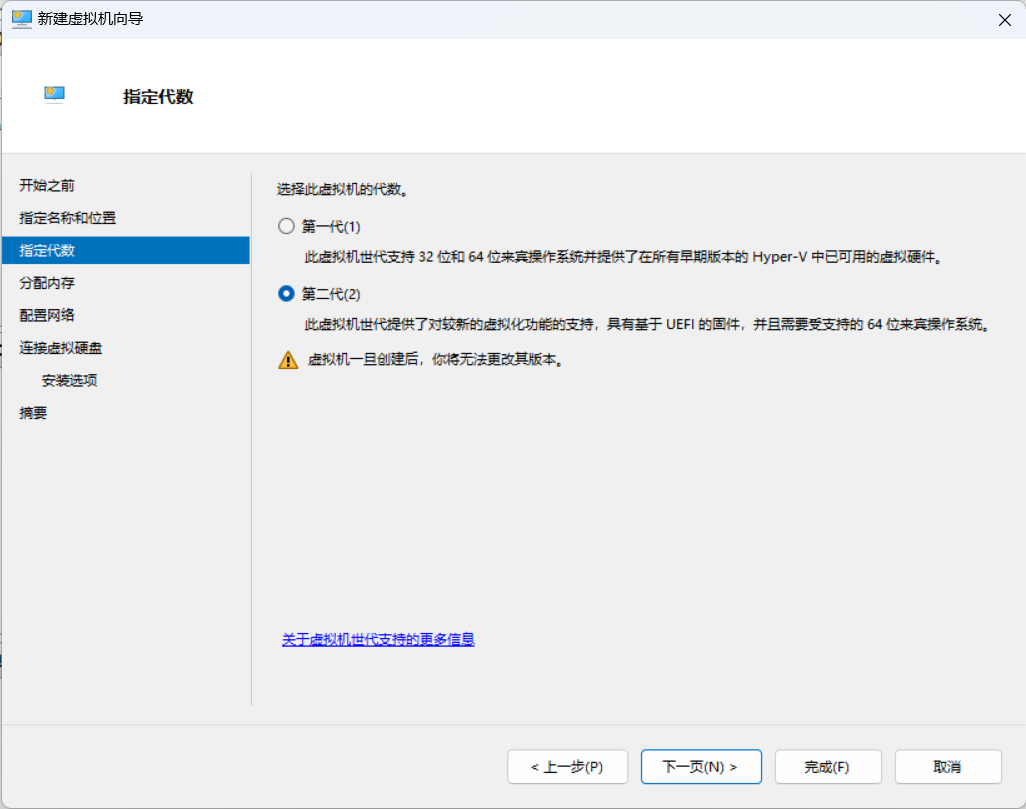 新建虚拟机向导
指定代数
开始之前
指定名称和位置
指定代数
分配内存
配置网络
连接虚拟硬盘
安装选项
摘要
选择此虚拟机的代数。
第一代(1)
此虚拟机世代支持 32 位和 64 位来宾操作系统并提供了在所有早期版本的 Hyper-V 中已可用的虚拟硬件。
第二代(2)
此虚拟机世代提供了对较新的虚拟化功能的支持，具有基于 UEFI 的固件，并且需要受支持的 64 位来宾操作系统。
虚拟机一旦创建后，你将无法更改其版本。
关于虚拟机世代支持的更多信息
< 上一步(P)
下一页(N) >
完成(F)
取消